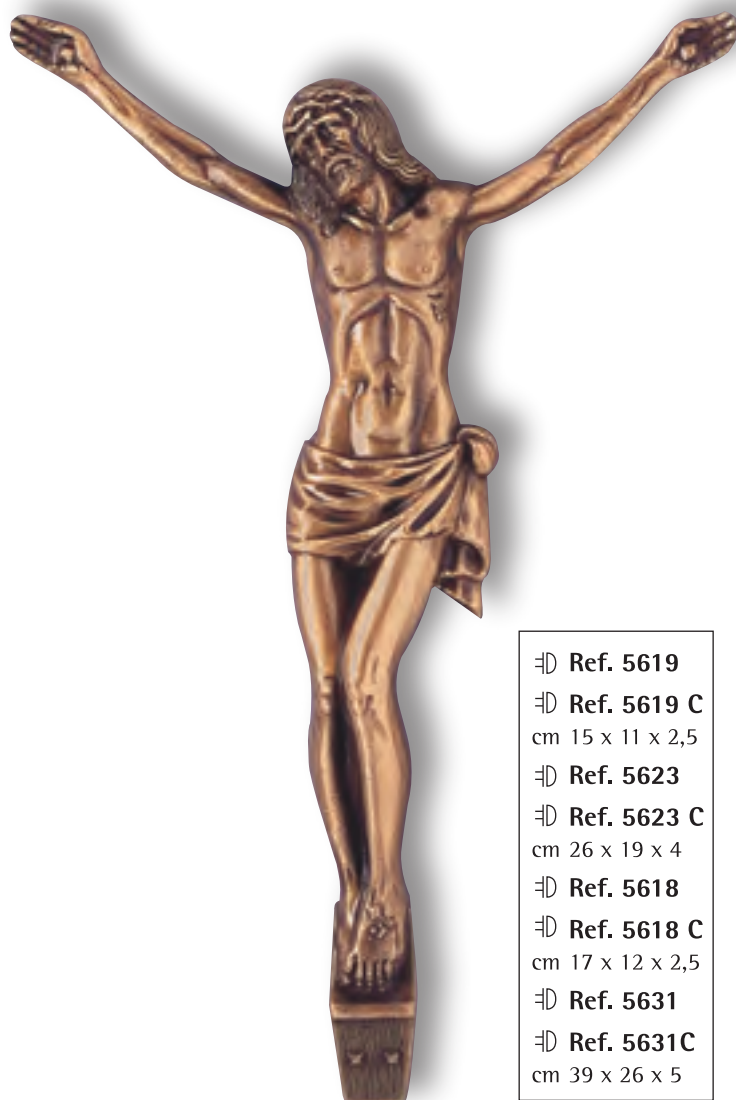 Ref. 5619
Ref. 5619 C
cm 15 x 11 x 2,5
Ref. 5623
Ref. 5623 C
cm 26 x 19 x 4
Ref. 5618
Ref. 5618 C
cm 17 x 12 x 2,5
Ref. 5631
Ref. 5631C
cm 39 x 26 x 5